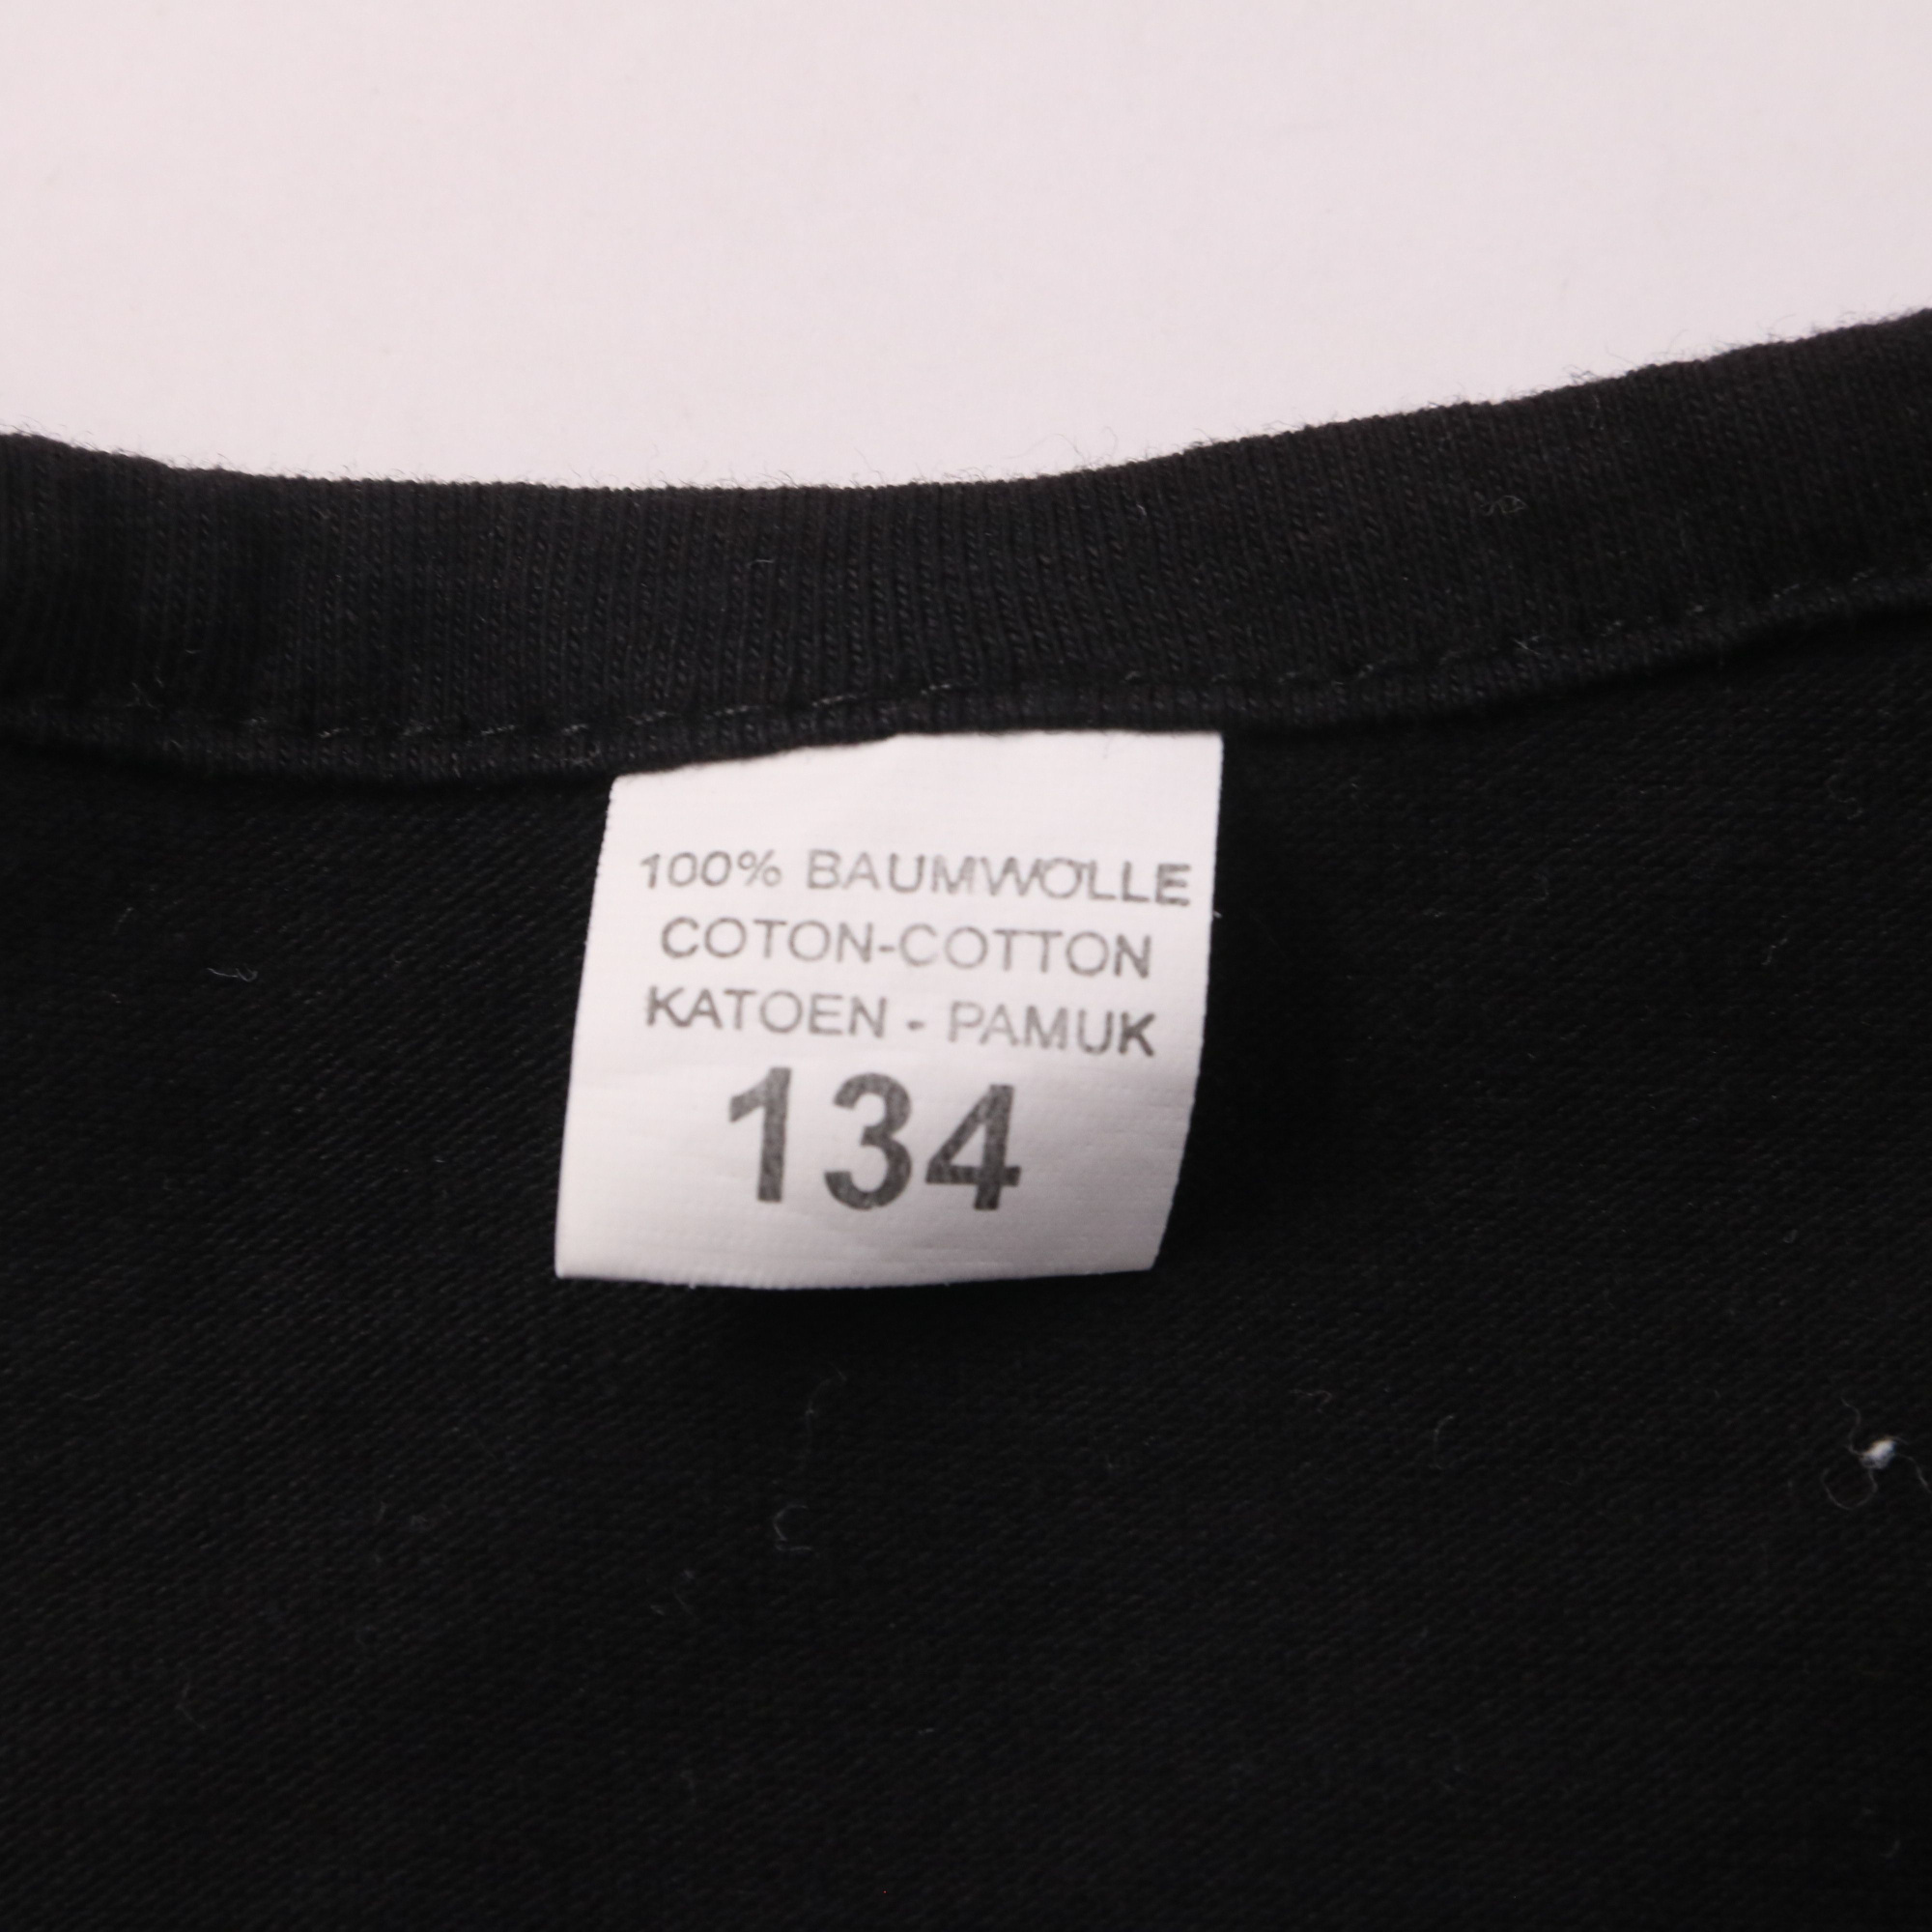 100% BAUMWOLLE
COTON-COTTON
KATOEN - PAMUK
134